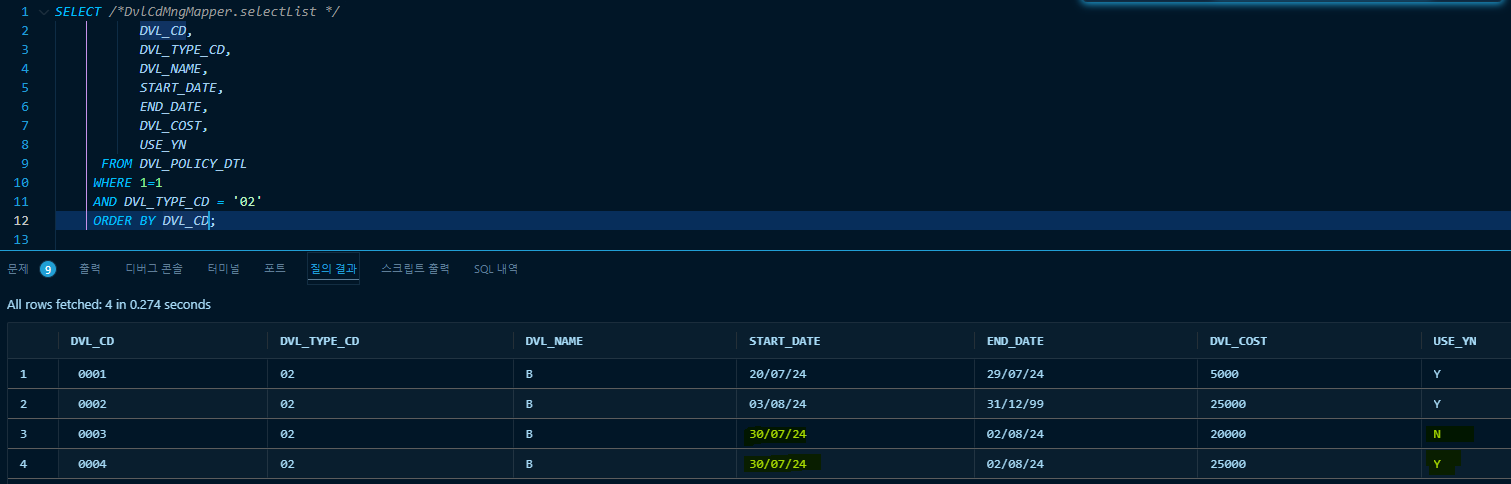 1 SELECT /*DvlCdMngMapper.selectList */
2 DVL_CD,
3 DVL_TYPE_CD,
4 DVL_NAME,
5 START_DATE,
6 END_DATE,
7 DVL_COST,
8 USE_YN
9 FROM DVL_POLICY_DTL
10 WHERE 1=1
11 AND DVL_TYPE_CD = '02'
12 ORDER BY DVL_CD;
13
문제 9 출력 디버그 콘솔 터미널 포트 질의 결과 스크립트 출력 SQL 내역
All rows fetched: 4 in 0.274 seconds
DVL_CD DVL_TYPE_CD DVL_NAME START_DATE END_DATE DVL_COST USE_YN
1 0001 02 B 20/07/24 29/07/24 5000 Y
2 0002 02 B 03/08/24 31/12/99 25000 Y
3 0003 02 B 30/07/24 02/08/24 20000 N
4 0004 02 B 30/07/24 02/08/24 25000 Y